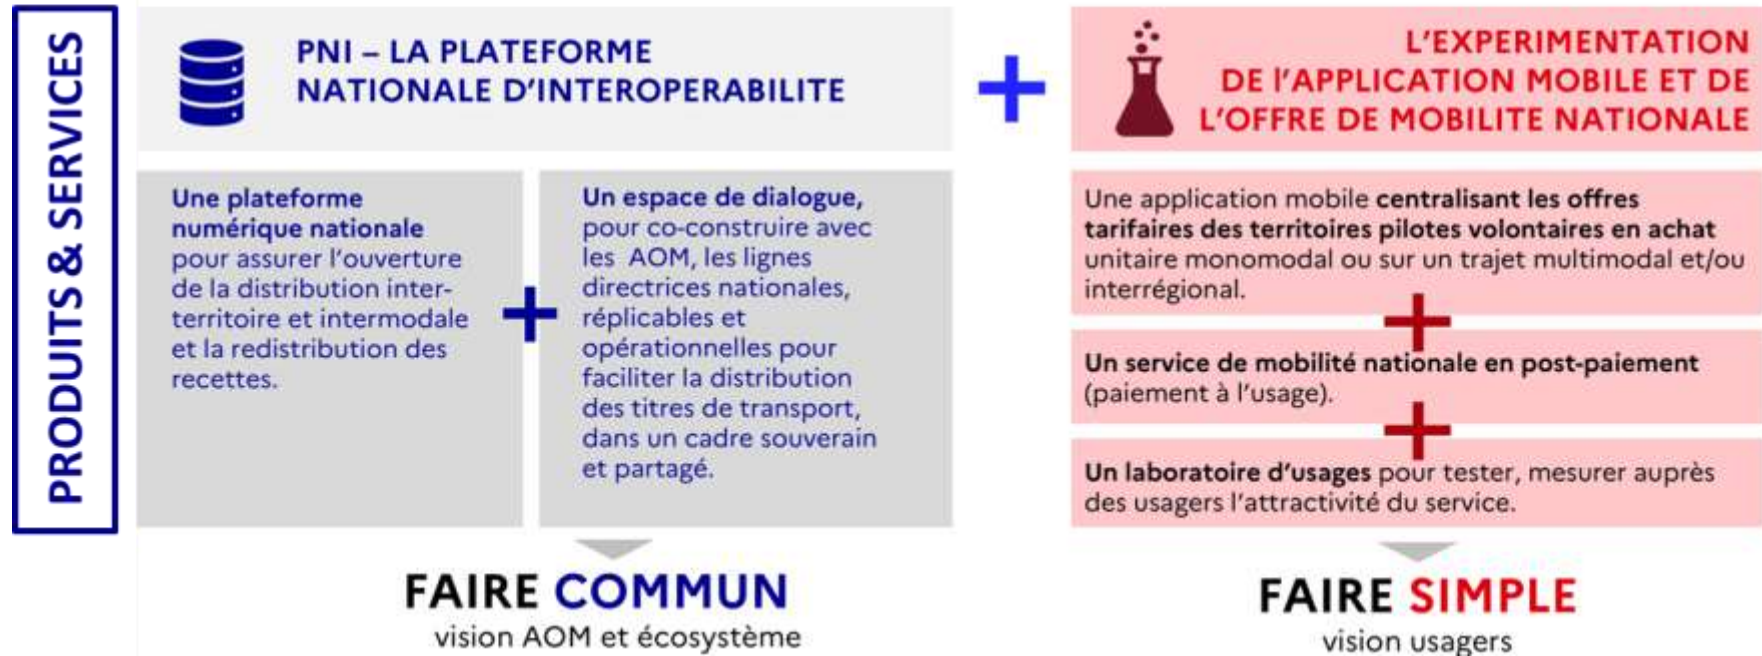 PRODUITS & SERVICES
PNI – LA PLATEFORME
NATIONALE D'INTEROPERABILITE
Une plateforme
numérique nationale
pour assurer l'ouverture
de la distribution inter-
territoire et intermodale
et la redistribution des
recettes.
Un espace de dialogue,
pour co-construire avec
les AOM, les lignes
directrices nationales,
réplicables et
opérationnelles pour
faciliter la distribution
des titres de transport,
dans un cadre souverain
et partagé.
FAIRE COMMUN
vision AOM et écosystème
L'EXPERIMENTATION
DE l'APPLICATION MOBILE ET DE
L'OFFRE DE MOBILITE NATIONALE
Une application mobile centralisant les offres
tarifaires des territoires pilotes volontaires en achat
unitaire monomodal ou sur un trajet multimodal et/ou
interrégional.
Un service de mobilité nationale en post-paiement
(paiement à l'usage).
Un laboratoire d'usages pour tester, mesurer auprès
des usagers l'attractivité du service.
FAIRE SIMPLE
vision usagers